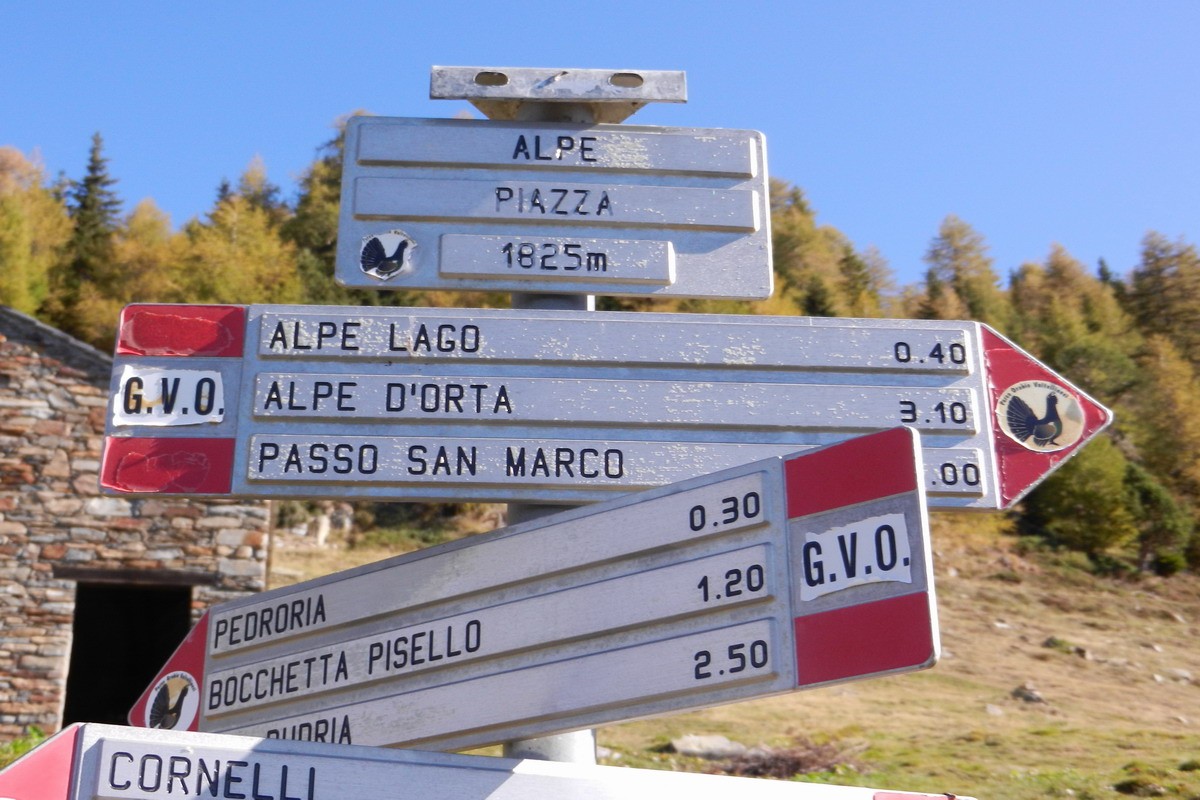 ALPE
PIAZZA
1825m
ALPE LAGO 0.40
G.V.O. ALPE D'ORTA 3.10
PASSO SAN MARCO .00
PEDRORIA 0.30
BOCCHETTA PISELLO 1.20 G.V.O.
2.50
CORNELLI